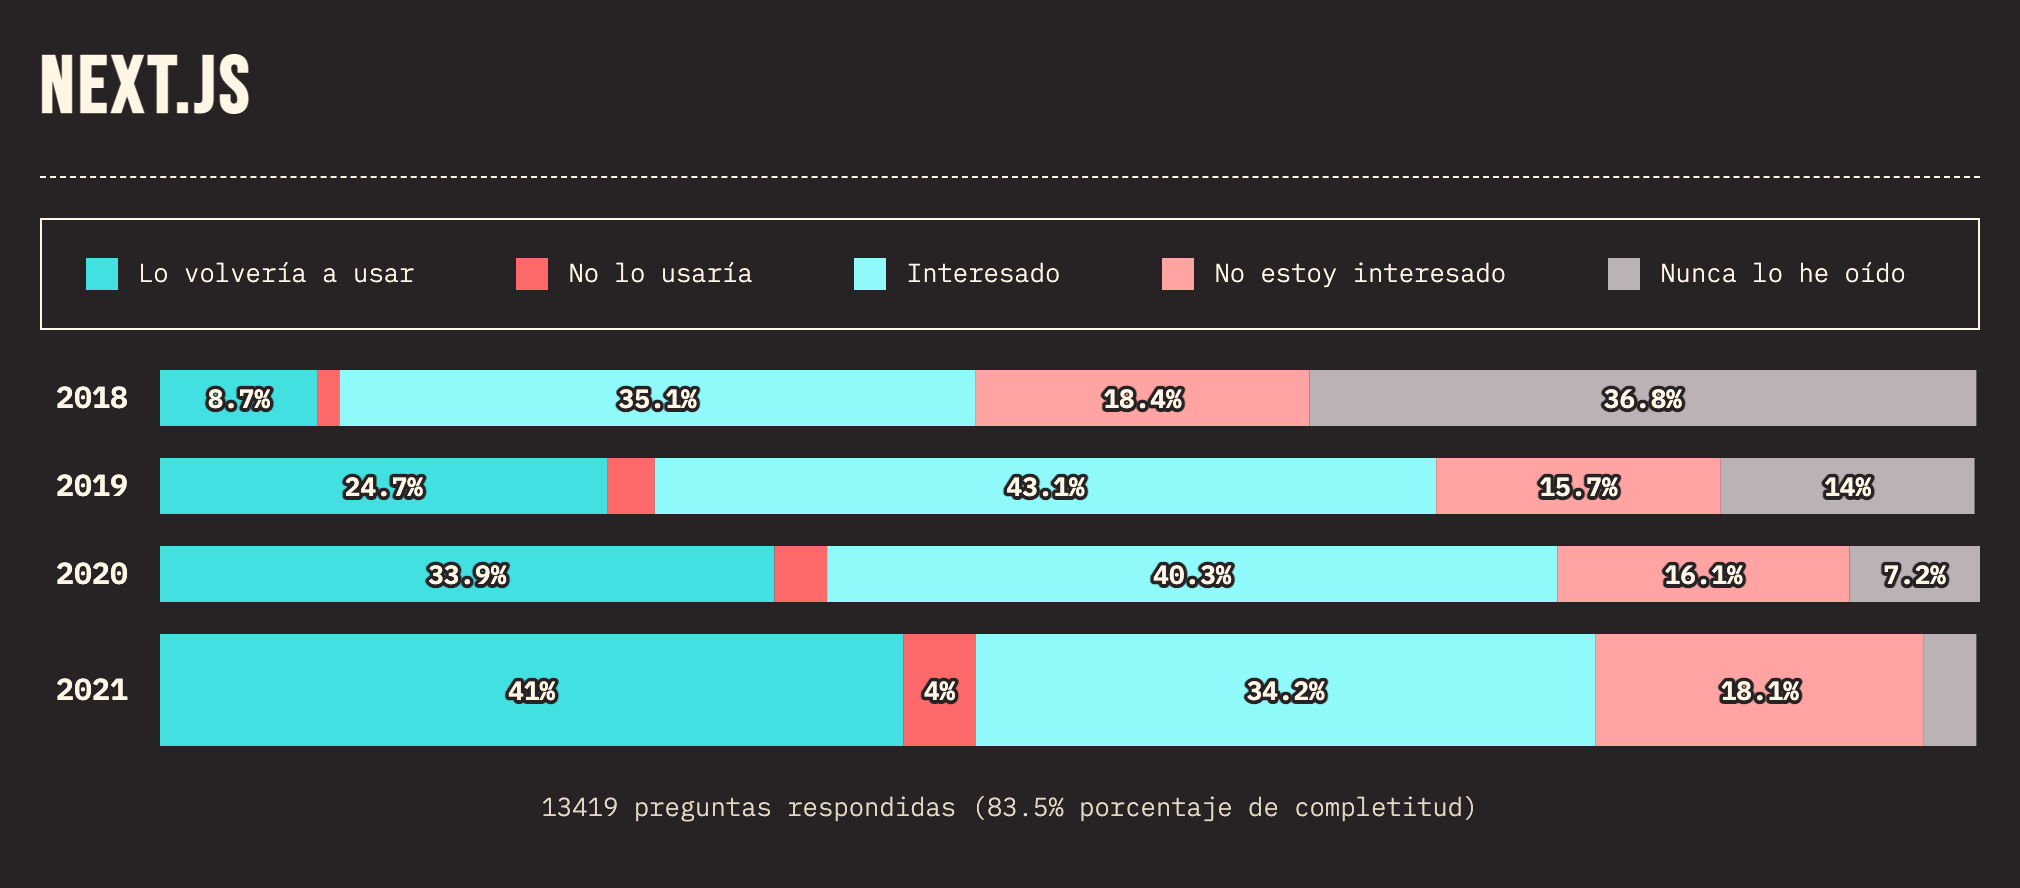 NEXT.JS
Lo volvería a usar No lo usaría Interesado No estoy interesado Nunca lo he oído
2018 8.7% 35.1% 18.4% 36.8%
2019 24.7% 43.1% 15.7% 14%
2020 33.9% 40.3% 16.1% 7.2%
2021 41% 4% 34.2% 18.1%
13419 preguntas respondidas (83.5% porcentaje de completitud)